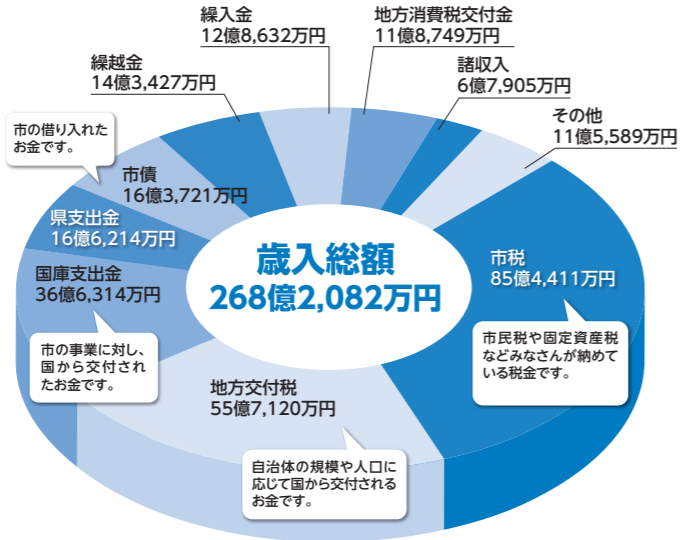 繰入金
12億8,632万円
地方消費税交付金
11億8,749万円
繰越金
14億3,427万円
諸収入
6億7,905万円
その他
11億5,589万円
市の借り入れた
お金です。
市債
16億3,721万円
県支出金
16億6,214万円
国庫支出金
36億6,314万円
歳入総額
268億2,082万円
市税
85億4,411万円
市民税や固定資産税
などみなさんが納めて
いる税金です。
市の事業に対し、
国から交付され
たお金です。
地方交付税
55億7,120万円
自治体の規模や人口に
応じて国から交付される
お金です。